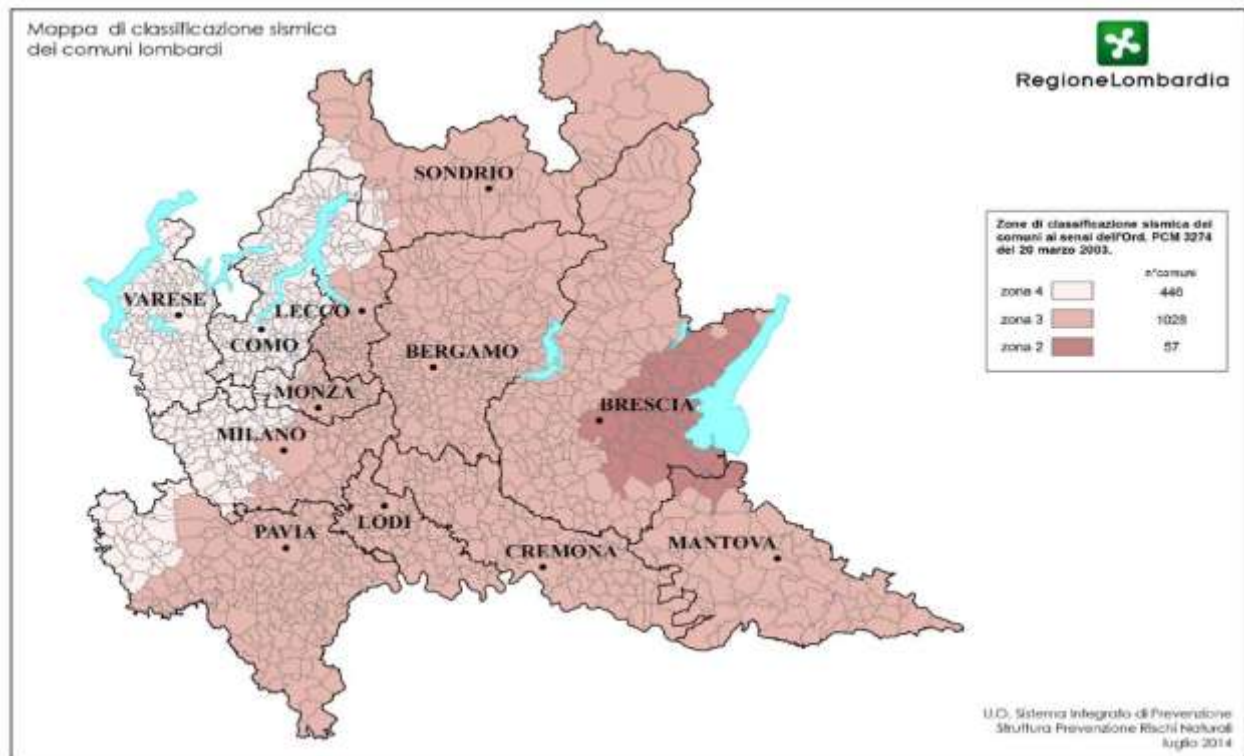 Mappa di classificazione sismica
dei comuni lombardi
RegioneLombardia
SONDRIO
VARESE
LECCO
COMO
BERGAMO
MONZA
BRESCIA
MILANO
PAVIA
LODI
CREMONA
MANTOVA
Zone di classificazione sismica dei
comuni ai sensi dell'Ord. PCM 3274
del 20 marzo 2003.
n°comuni
zona 4 446
zona 3 1028
zona 2 57
U.O. Sistema Integrato di Prevenzione
Struttura Prevenzione Rischi Naturali
luglio 2014